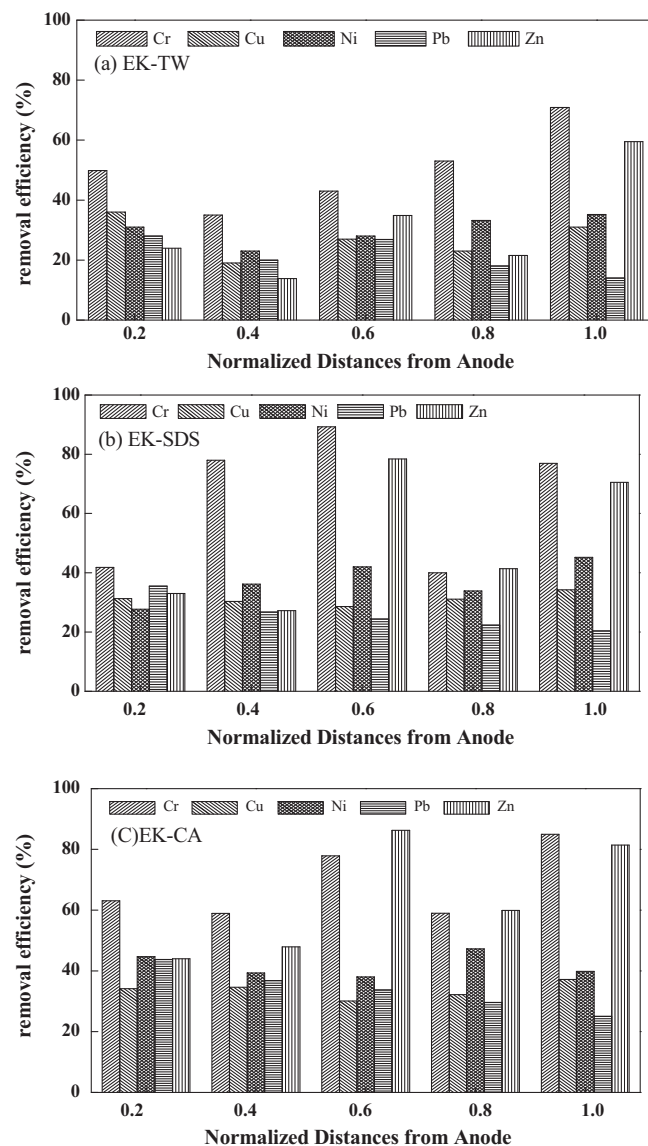 100
Cr Cu Ni Pb Zn
(a) EK-TW
80
60
40
20
0
removal efficiency (%)
0.2 0.4 0.6 0.8 1.0
Normalized Distances from Anode
100
Cr Cu Ni Pb Zn
(b) EK-SDS
80
60
40
20
0
removal efficiency (%)
0.2 0.4 0.6 0.8 1.0
Normalized Distances from Anode
100
Cr Cu Ni Pb Zn
(C)EK-CA
80
60
40
20
0
removal efficiency (%)
0.2 0.4 0.6 0.8 1.0
Normalized Distances from Anode